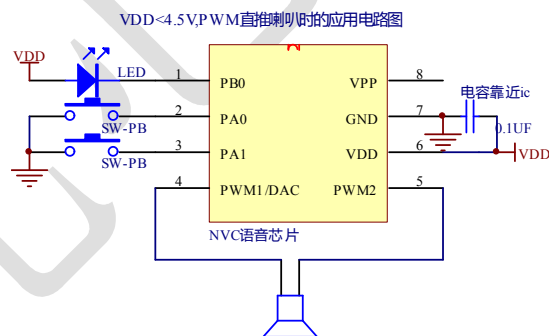 VDD<4.5V,PWM直推喇叭时的应用电路图
VDD
LED
1
PB0
VPP
8
电容靠近ic
SW-PB
2
PA0
GND
7
0.1UF
SW-PB
3
PA1
VDD
6
VDD
4
PWM1/DAC
PWM2
5
NVC语音芯片